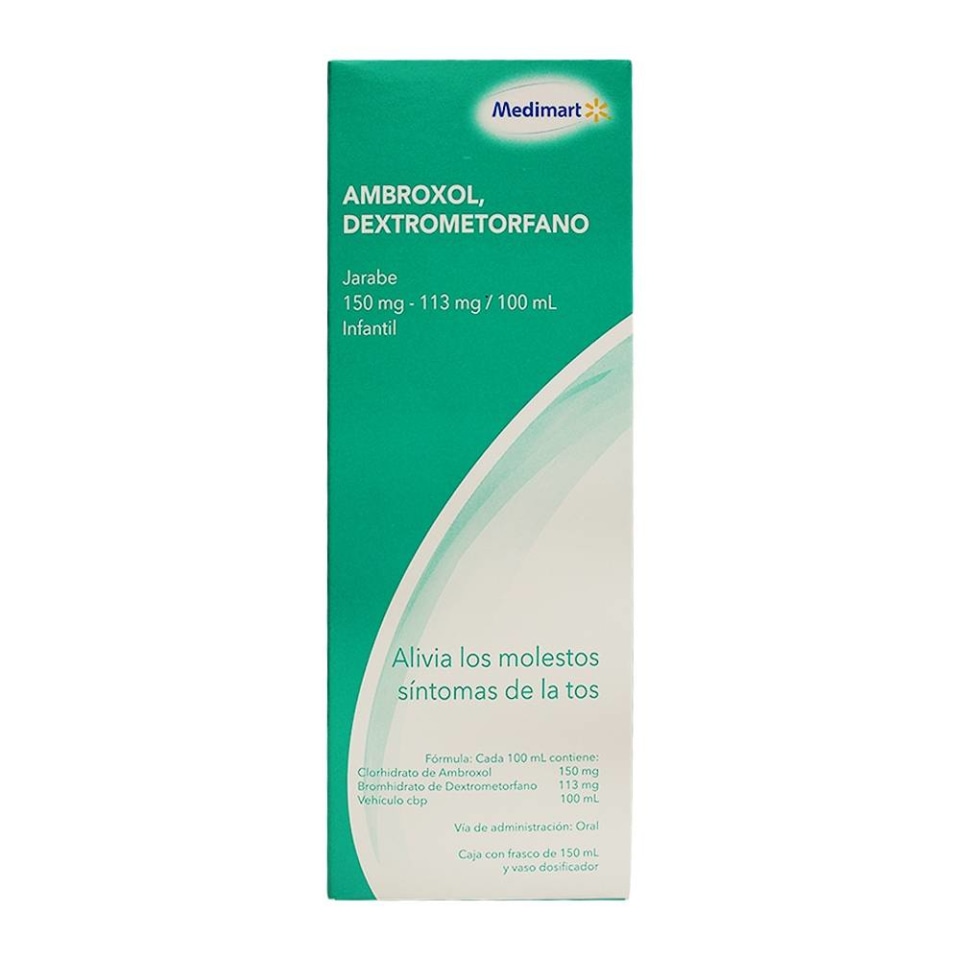 Medimart
AMBROXOL,
DEXTROMETORFANO
Jarabe
150 mg - 113 mg / 100 mL
Infantil
Alivia los molestos
síntomas de la tos
Fórmula: Cada 100 mL contiene:
Clorhidrato de Ambroxol 150 mg
Bromhidrato de Dextrometorfano 113 mg
Vehículo cbp 100 mL
Vía de administración: Oral
Caja con frasco de 150 mL
y vaso dosificador